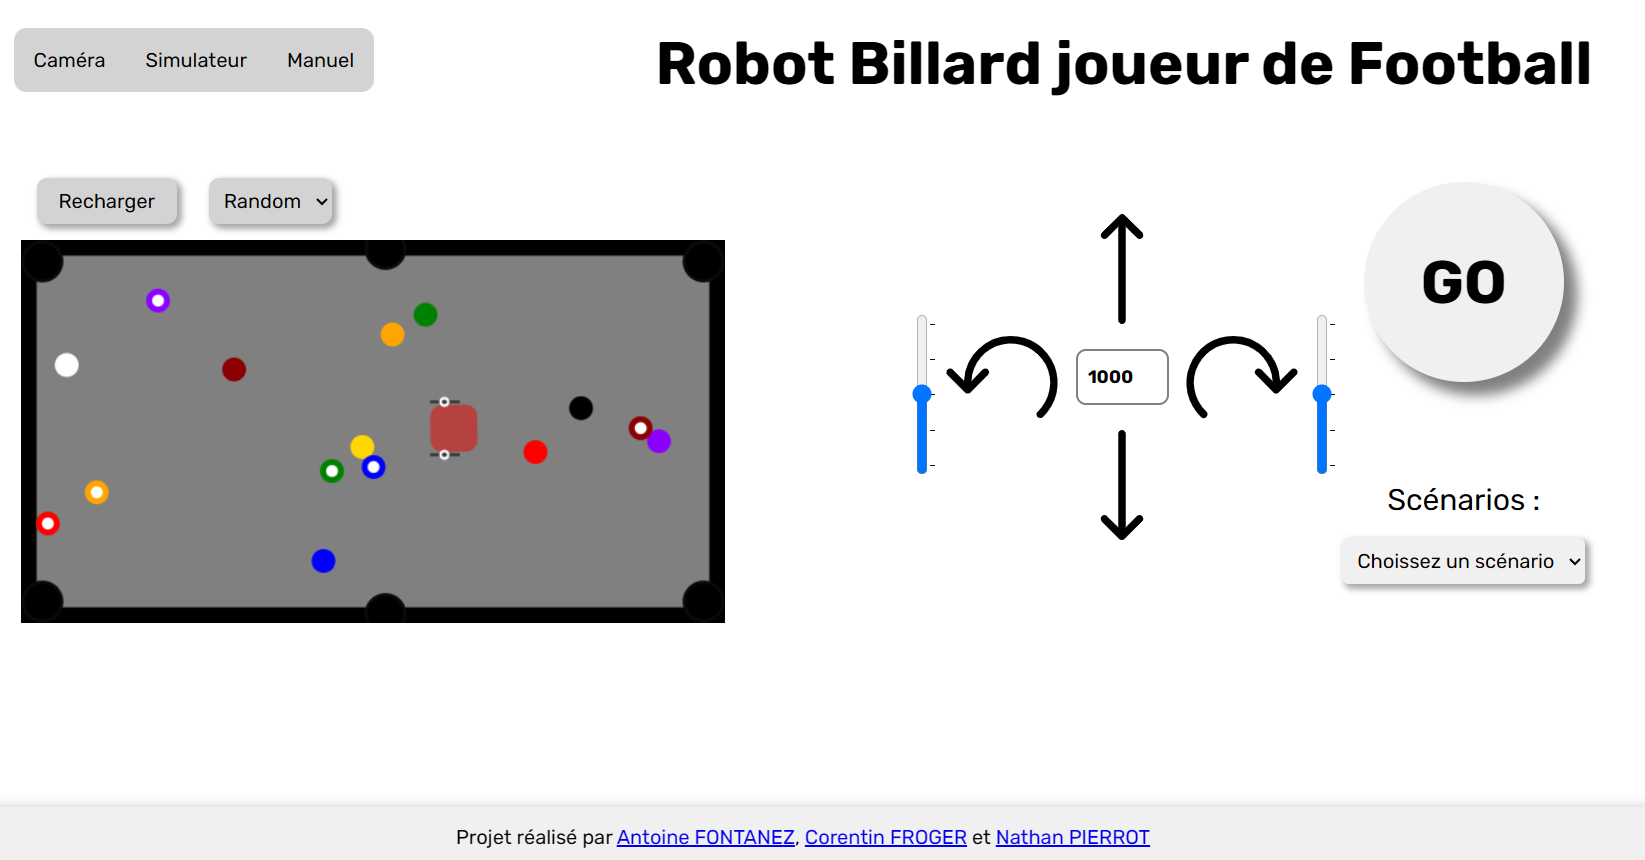 Caméra Simulateur Manuel
Robot Billard joueur de Football
Recharger Random
GO
1000
Scénarios :
Choissez un scénario
Projet réalisé par Antoine FONTANEZ, Corentin FROGER et Nathan PIERROT